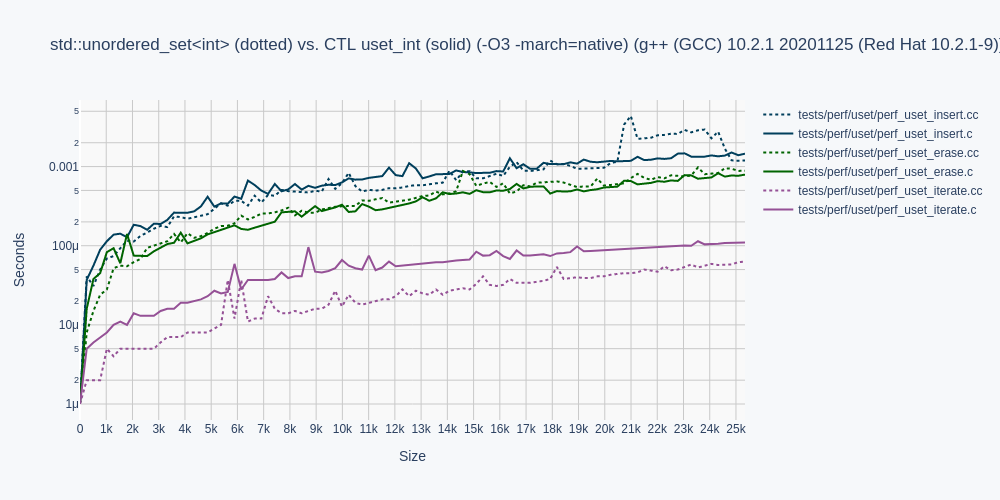 std::unordered_set<int> (dotted) vs. CTL uset_int (solid) (-O3 -march=native) (g++ (GCC) 10.2.1 20201125 (Red Hat 10.2.1-9))
5
2
0.001
5
2
100μ
5
2
10μ
5
2
1μ
Seconds
0 1k 2k 3k 4k 5k 6k 7k 8k 9k 10k 11k 12k 13k 14k 15k 16k 17k 18k 19k 20k 21k 22k 23k 24k 25k
Size
tests/perf/uset/perf_uset_insert.cc
tests/perf/uset/perf_uset_insert.c
tests/perf/uset/perf_uset_erase.cc
tests/perf/uset/perf_uset_erase.c
tests/perf/uset/perf_uset_iterate.cc
tests/perf/uset/perf_uset_iterate.c